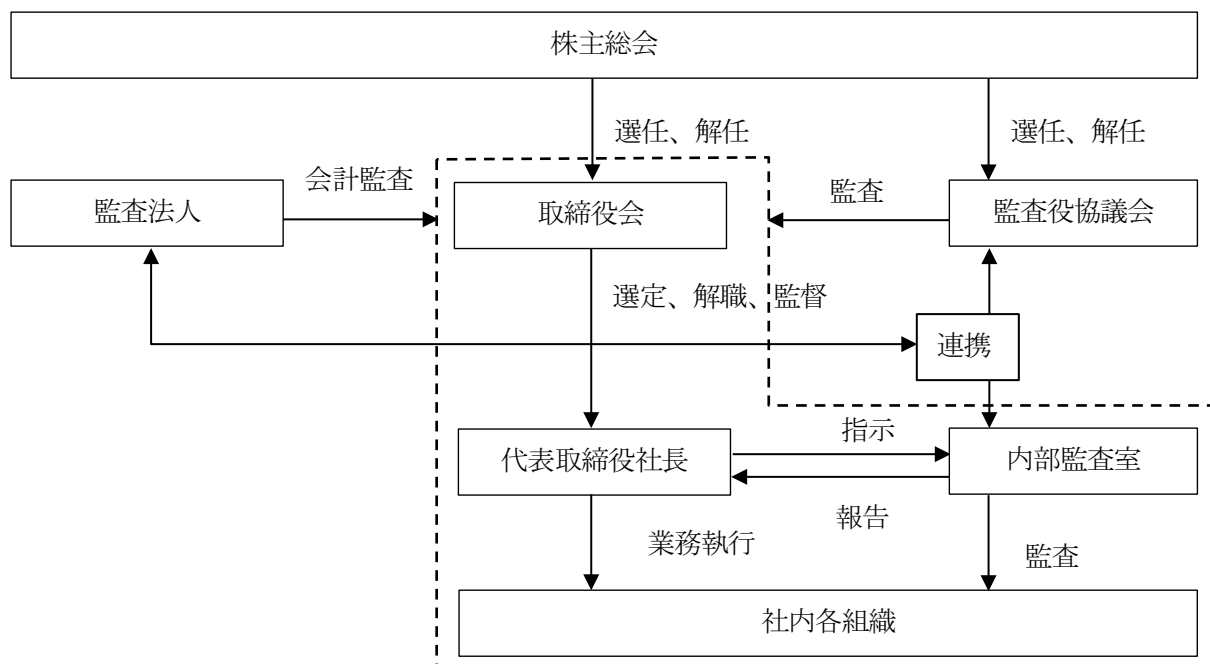 株主総会
選任、解任
選任、解任
会計監査
監査
監査法人
取締役会
監査役協議会
選定、解職、監督
連携
指示
代表取締役社長
内部監査室
報告
業務執行
監査
社内各組織